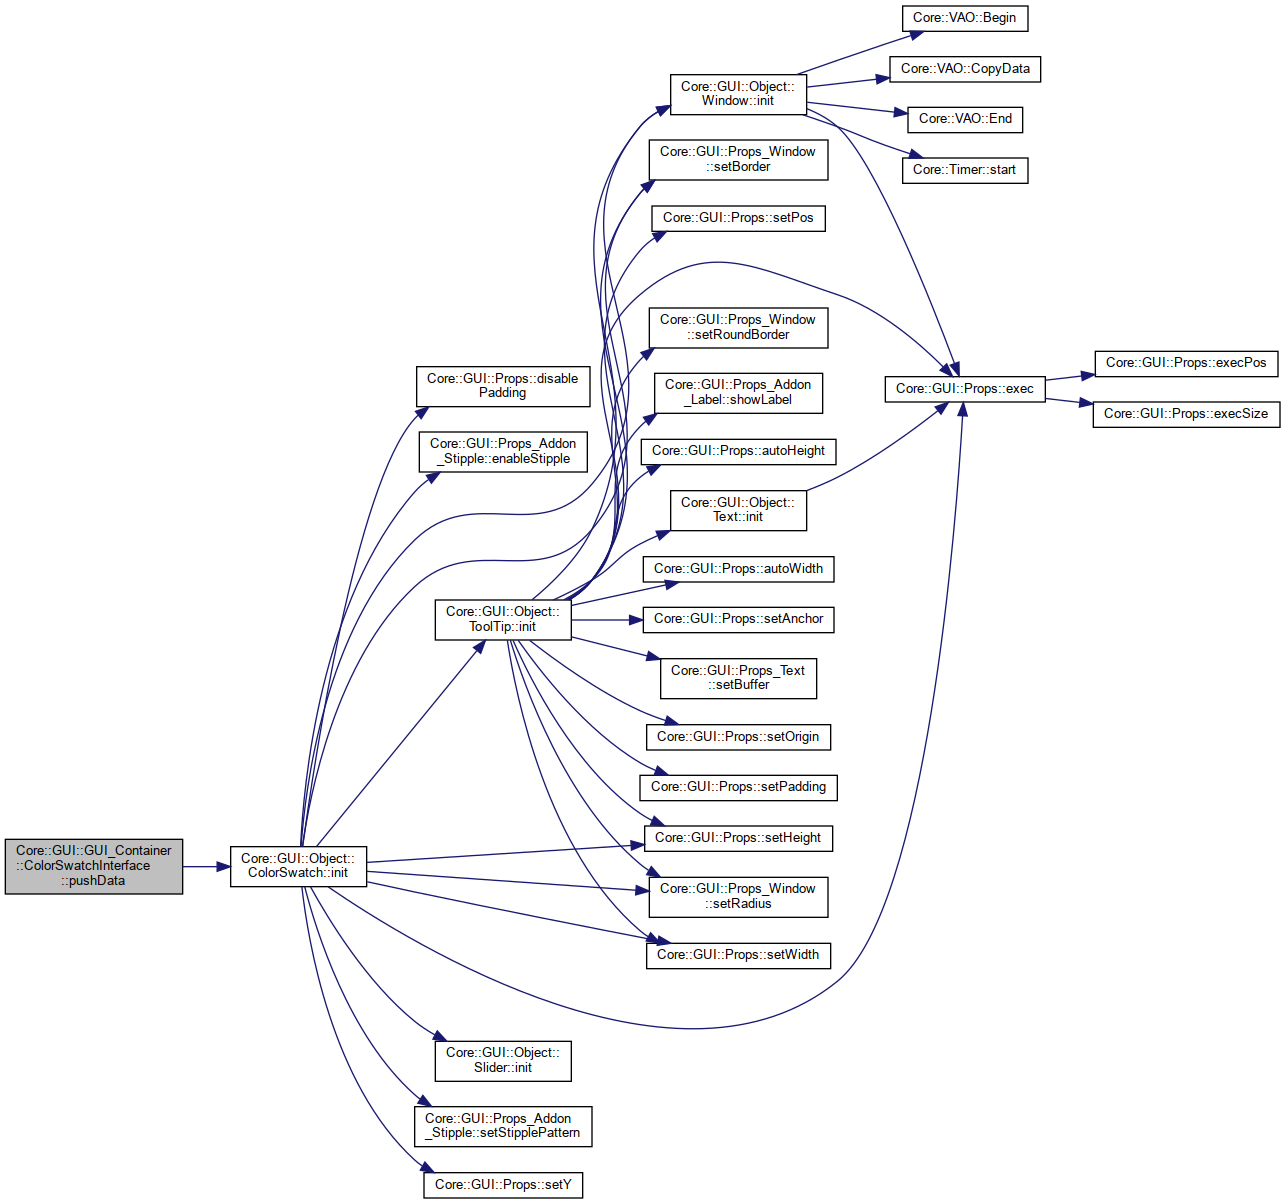 Core::GUI::GUI_Container
::ColorSwatchInterface
::pushData
Core::GUI::Object::
ColorSwatch::init
Core::GUI::Props::disable
Padding
Core::GUI::Props_Addon
_Stipple::enableStipple
Core::GUI::Object::
ToolTip::init
Core::GUI::Object::
Slider::init
Core::GUI::Props_Addon
_Stipple::setStipplePattern
Core::GUI::Props::setY
Core::GUI::Object::
Window::init
Core::GUI::Props_Window
::setBorder
Core::GUI::Props::setPos
Core::GUI::Props_Window
::setRoundBorder
Core::GUI::Props_Addon
_Label::showLabel
Core::GUI::Props::autoHeight
Core::GUI::Object::
Text::init
Core::GUI::Props::autoWidth
Core::GUI::Props::setAnchor
Core::GUI::Props_Text
::setBuffer
Core::GUI::Props::setOrigin
Core::GUI::Props::setPadding
Core::GUI::Props::setHeight
Core::GUI::Props_Window
::setRadius
Core::GUI::Props::setWidth
Core::VAO::Begin
Core::VAO::CopyData
Core::VAO::End
Core::Timer::start
Core::GUI::Props::exec
Core::GUI::Props::execPos
Core::GUI::Props::execSize